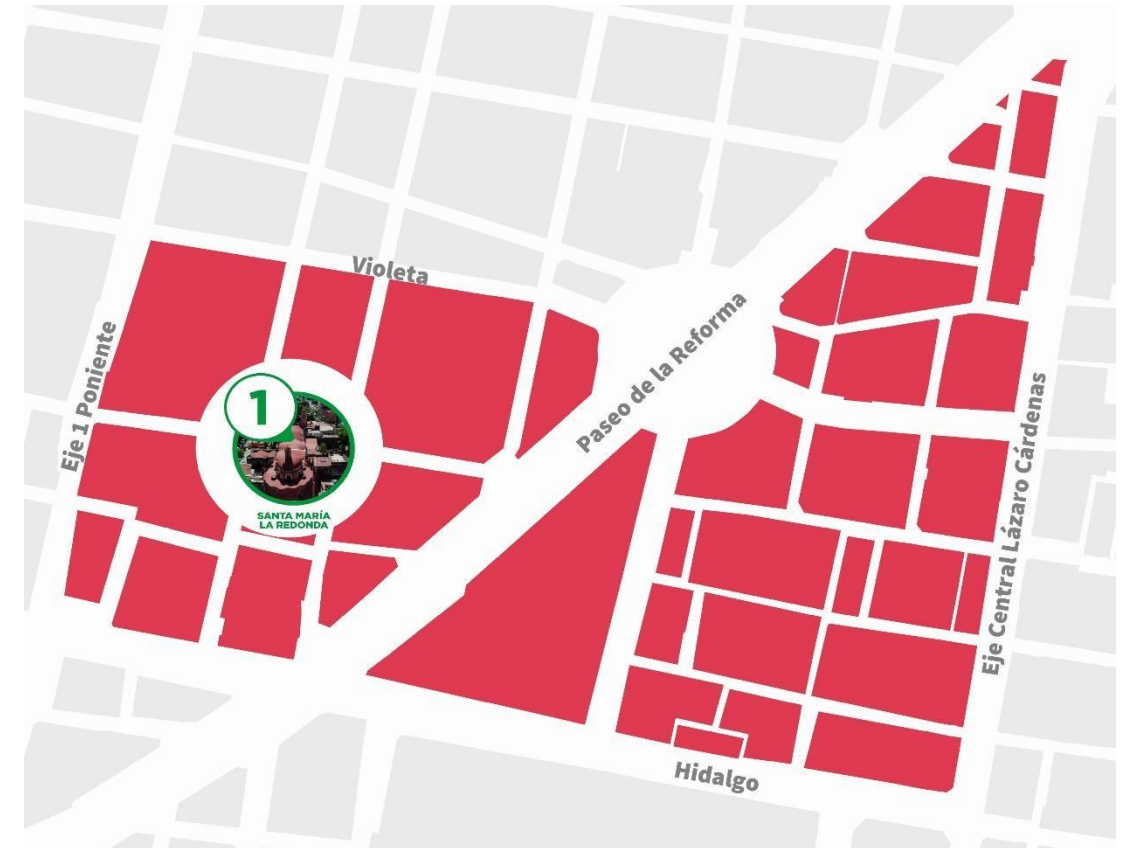 Violeta
Paseo de la Reforma
Eje 1 Poniente
1
SANTA MARÍA
LA REDONDA
Eje Central Lázaro Cárdenas
Hidalgo